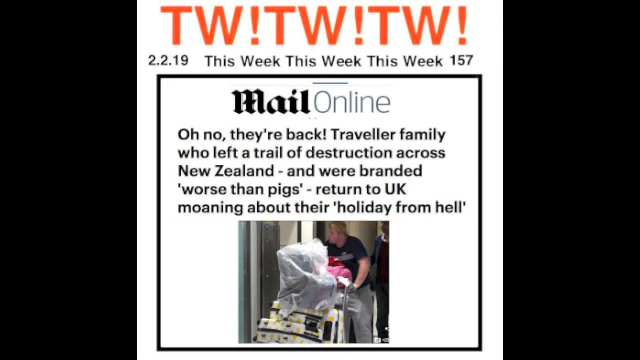 TW!TW!TW!
2.2.19 This Week This Week This Week 157
Mail Online
Oh no, they're back! Traveller family
who left a trail of destruction across
New Zealand - and were branded
'worse than pigs' - return to UK
moaning about their 'holiday from hell'